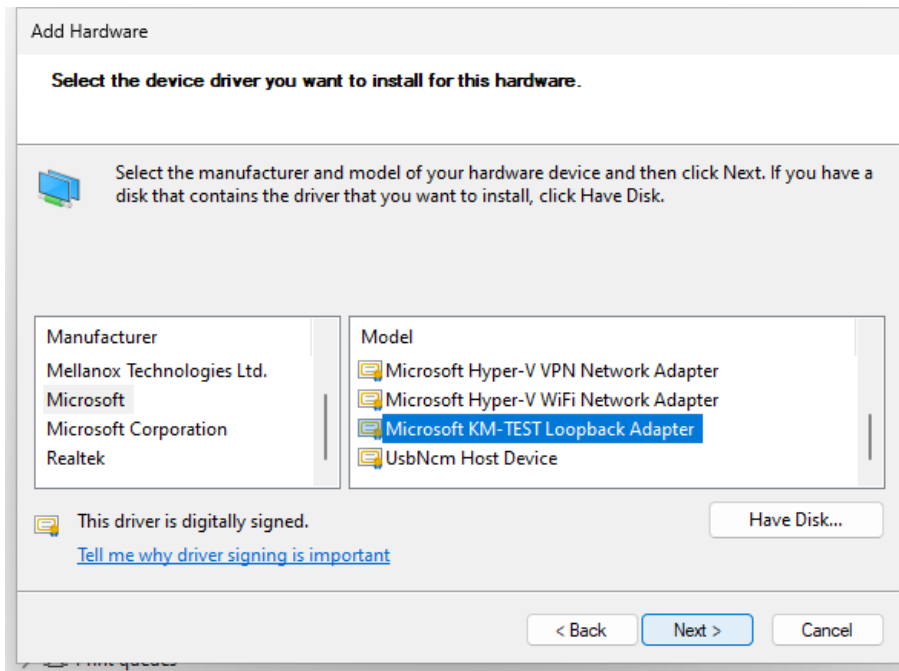 Add Hardware
Select the device driver you want to install for this hardware.
Select the manufacturer and model of your hardware device and then click Next. If you have a
disk that contains the driver that you want to install, click Have Disk.
Manufacturer
Mellanox Technologies Ltd.
Microsoft
Microsoft Corporation
Realtek
Model
Microsoft Hyper-V VPN Network Adapter
Microsoft Hyper-V WiFi Network Adapter
Microsoft KM-TEST Loopback Adapter
UsbNcm Host Device
This driver is digitally signed.
Tell me why driver signing is important
Have Disk...
< Back
Next >
Cancel